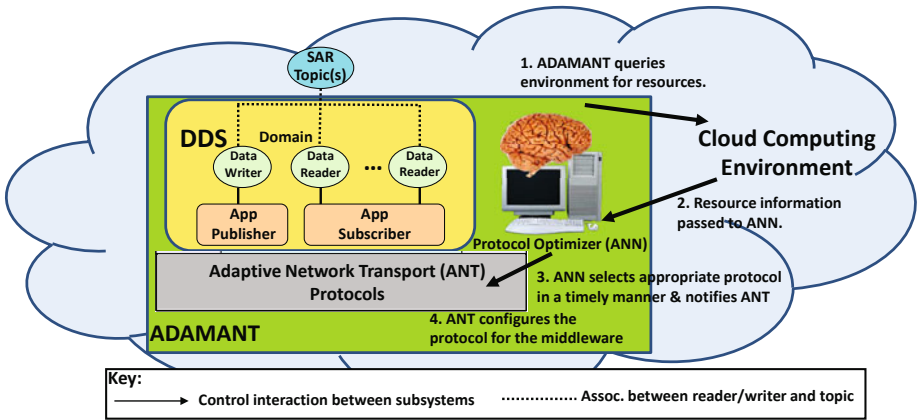 SAR
Topic(s)
1. ADAMANT queries
environment for resources.
DDS
Domain
Data
Writer
Data
Reader
...
Data
Reader
App
Publisher
App
Subscriber
Cloud Computing
Environment
2. Resource information
passed to ANN.
Protocol Optimizer (ANN)
Adaptive Network Transport (ANT)
Protocols
3. ANN selects appropriate protocol
in a timely manner & notifies ANT
4. ANT configures the
protocol for the middleware
ADAMANT
Key:
Control interaction between subsystems
Assoc. between reader/writer and topic